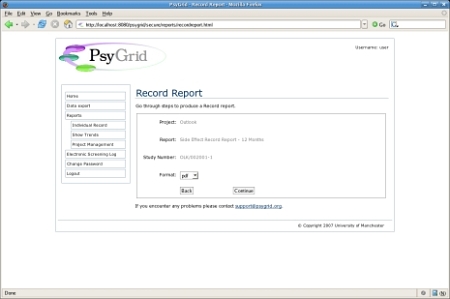 PsyGrid - Record Report - Mozilla Firefox
File Edit View Go Bookmarks Tools Help
http://localhost:8080/psygrid/secure/reports/recordreport.html
Go
PsyGrid
Username: user
Home
Data export
Reports
Individual Record
Show Trends
Project Management
Electronic Screening Log
Change Password
Logout
Record Report
Go through steps to produce a Record report.
Project: Outlook
Report: Side Effect Record Report - 12 Months
Study Number: OLK/002001-1
Format: pdf
Back Continue
If you encounter any problems please contact support@psygrid.org.
© Copyright 2007 University of Manchester
Done